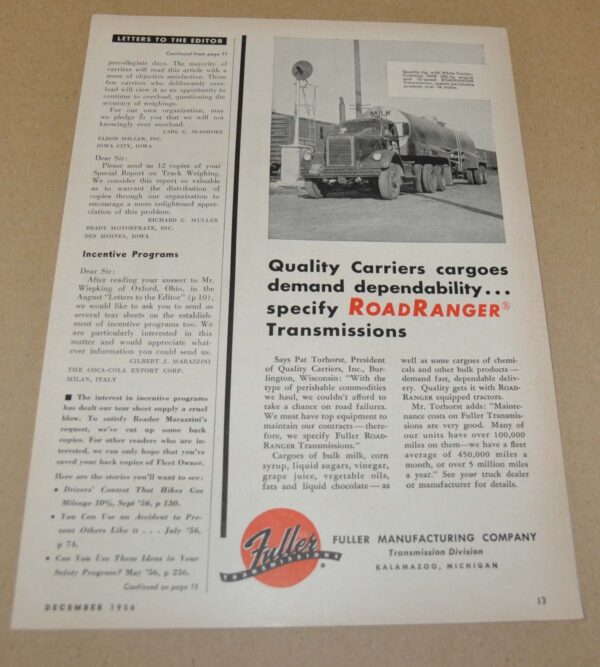 LETTERS TO THE EDITOR
Continued from page 11
precollegiate days. The majority of
carriers will read this article with a
sense of objective satisfaction. Those
few carriers who deliberately over-
load will view it as an opportunity to
continue to overload, questioning the
accuracy of weighings.
For our own organization, may
we pledge to you that we will not
knowingly ever overload.
CARL G. SEASHORE
ELDON MILLER, INC.
IOWA CITY, IOWA
Dear Sir:
Please send us 12 copies of your
Special Report on Truck Weighing.
We consider this report so valuable
as to warrant the distribution of
copies through our organization to
encourage a more enlightened appre-
ciation of this problem.
RICHARD G. MULLER
BRADY MOTORFRATE, INC.
DES MOINES, IOWA
Incentive Programs
Dear Sir:
After reading your answer to Mr.
Wiepking of Oxford, Ohio, in the
August "Letters to the Editor" (p 10),
we would like to ask you to send us
several tear sheets on the establish-
ment of incentive programs too. We
are particularly interested in this
matter and would appreciate what-
ever information you could send us.
GILBERT J. MARAZZINI
THE COCA-COLA EXPORT CORP.
MILAN, ITALY
■ The interest in incentive programs
has dealt our tear sheet supply a cruel
blow. To satisfy Reader Marazzini's
request, we've cut up some back
copies. For other readers who are in-
terested, we can only hope that you've
saved your back copies of Fleet Owner.
Here are the stories you'll want to see:
• Drivers' Contest That Hikes Gas
Mileage 10%, Sept '56, p 130.
• You Can Use an Accident to Pre-
vent Others Like it . . . July '56,
p 74.
• Can You Use These Ideas in Your
Safety Program? May '56, p 256.
Continued on page 15
DECEMBER 1956
Quality rig, with White Tractor,
MILK
Quality Carriers cargoes
demand dependability...
specify ROADRANGER®
Transmissions
Says Pat Torhorst, President
of Quality Carriers, Inc., Bur-
lington, Wisconsin: "With the
type of perishable commodities
we haul, we couldn't afford to
take a chance on road failures.
We must have top equipment to
maintain our contracts — there-
fore, we specify Fuller ROAD-
RANGER Transmissions."
Cargoes of bulk milk, corn
syrup, liquid sugars, vinegar,
grape juice, vegetable oils,
fats and liquid chocolate — as
well as some cargoes of chemi-
cals and other bulk products —
demand fast, dependable deliv-
ery. Quality gets it with ROAD-
RANGER equipped tractors.
Mr. Torhorst adds: "Mainte-
nance costs on Fuller Transmis-
sions are very good. Many of
our units have over 100,000
miles on them—we have a fleet
average of 450,000 miles a
month, or over 5 million miles
a year." See your truck dealer
or manufacturer for details.
Fuller
TRANSMISSIONS
®
FULLER MANUFACTURING COMPANY
Transmission Division
KALAMAZOO, MICHIGAN
13